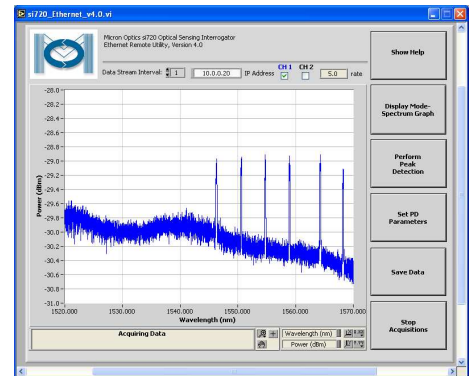 si720_Ethernet_v4.0.vi
Micron Optics si720 Optical Sensing Interrogator
Ethernet Remote Utility, Version 4.0
Data Stream Interval: 1 10.0.0.20 IP Address CH 1 CH 2 5.0 rate
Show Help
Display Mode-
Spectrum Graph
Perform
Peak
Detection
Set PD
Parameters
Save Data
Stop
Acquisitions
Power (dBm)
-28.0
-28.2
-28.4
-28.6
-28.8
-29.0
-29.2
-29.4
-29.6
-29.8
-30.0
-30.2
-30.4
-30.6
-30.8
-31.0
1520.000 1530.000 1540.000 1550.000 1560.000 1570.000
Wavelength (nm)
Acquiring Data
Wavelength (nm)
Power (dBm)